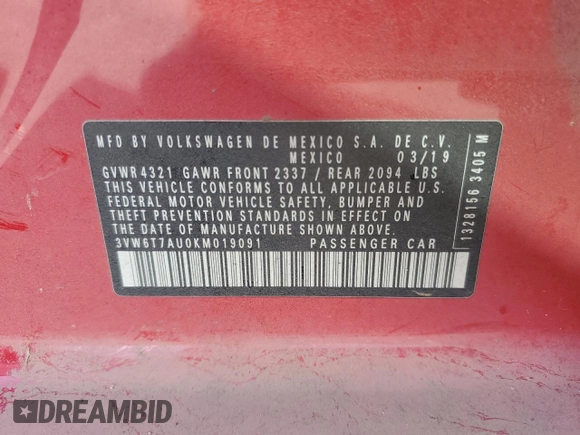 MFD BY VOLKSWAGEN DE MEXICO S.A. DE C.V.
MEXICO 03/19
GVWR 4321 GAWR FRONT 2337 / REAR 2094 LBS
THIS VEHICLE CONFORMS TO ALL APPLICABLE U.S.
FEDERAL MOTOR VEHICLE SAFETY, BUMPER AND
THEFT PREVENTION STANDARDS IN EFFECT ON
THE DATE OF MANUFACTURE SHOWN ABOVE.
3VW6T7AU0KM019091 PASSENGER CAR
1328156 3405 M
DREAMBID